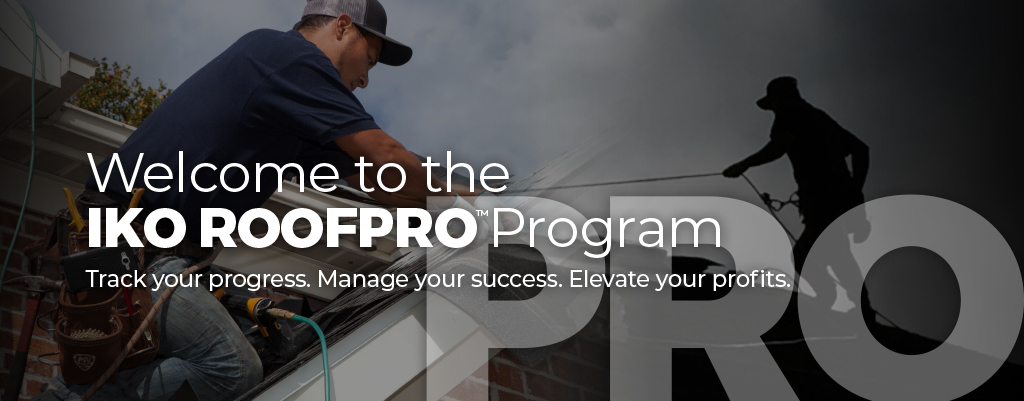 Welcome to the
IKO ROOFPRO™ Program
Track your progress. Manage your success. Elevate your profits.
PRO